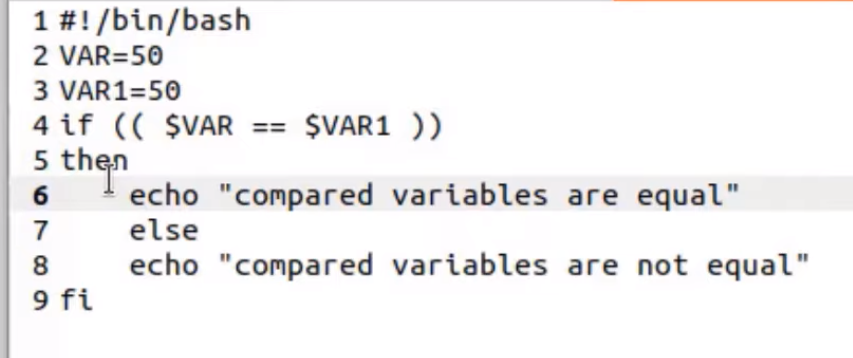 1 #!/bin/bash
2 VAR=50
3 VAR1=50
4 if (( $VAR == $VAR1 ))
5 then
6     echo "compared variables are equal"
7     else
8     echo "compared variables are not equal"
9 fi